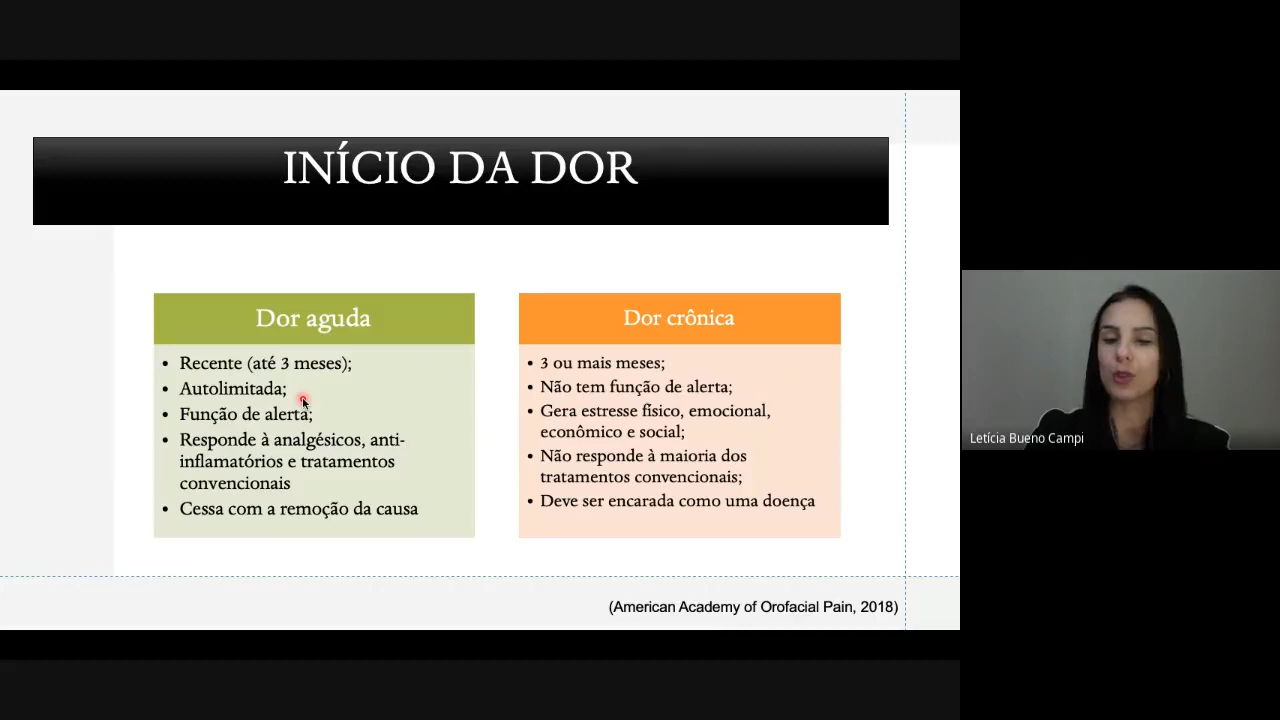 INÍCIO DA DOR
Dor aguda
• Recente (até 3 meses);
• Autolimitada;
• Função de alerta;
• Responde à analgésicos, anti-
inflamatórios e tratamentos
convencionais
• Cessa com a remoção da causa
Dor crônica
• 3 ou mais meses;
• Não tem função de alerta;
• Gera estresse físico, emocional,
econômico e social;
• Não responde à maioria dos
tratamentos convencionais;
• Deve ser encarada como uma doença
(American Academy of Orofacial Pain, 2018)
Letícia Bueno Campi